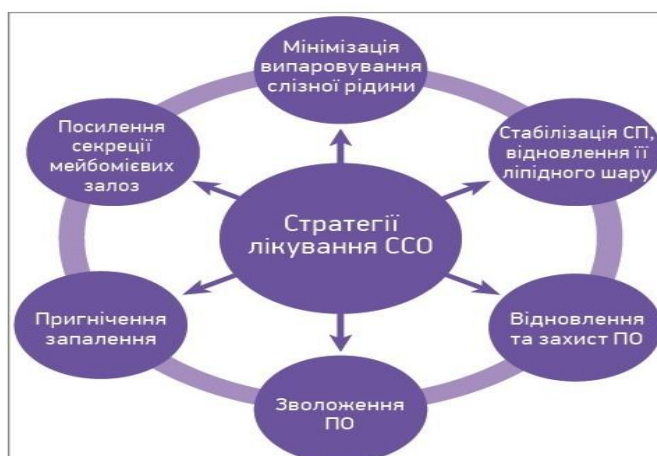 Мінімізація
випаровування
слізної рідини
Посилення
секреції
мейбомієвих
залоз
Стабілізація СП,
відновлення її
ліпідного шару
Стратегії
лікування ССО
Пригнічення
запалення
Відновлення
та захист ПО
Зволоження
ПО